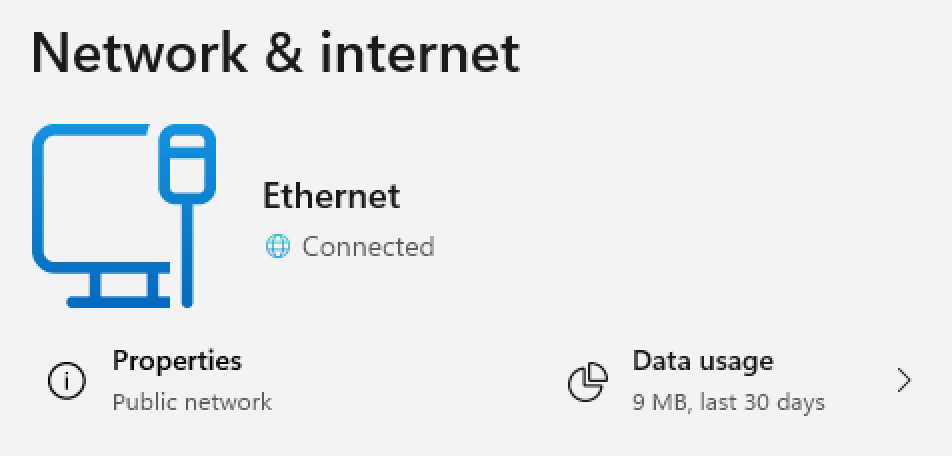 Network & internet
Ethernet
Connected
Properties
Public network
Data usage
9 MB, last 30 days